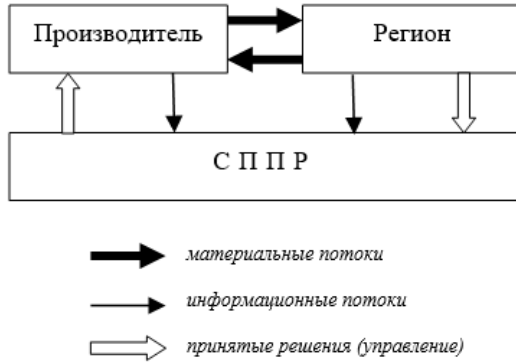 Производитель
Регион
С П П Р
материальные потоки
информационные потоки
принятые решения (управление)